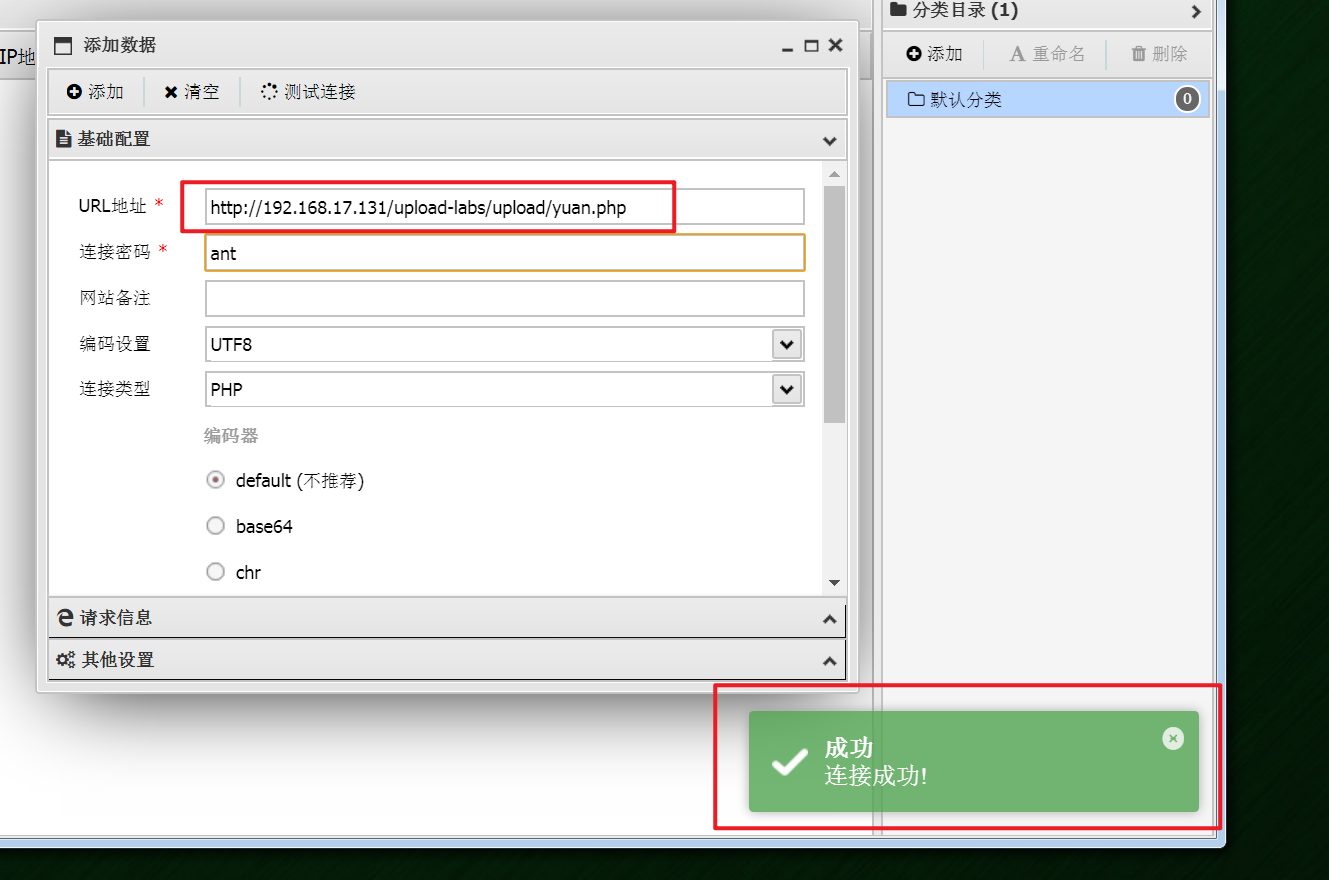 分类目录 (1)
IP地
添加数据
添加 重命名 删除
添加 清空 测试连接
默认分类 0
基础配置
URL地址 * http://192.168.17.131/upload-labs/upload/yuan.php
连接密码 * ant
网站备注
编码设置 UTF8
连接类型 PHP
编码器
default (不推荐)
base64
chr
请求信息
其他设置
成功
连接成功!